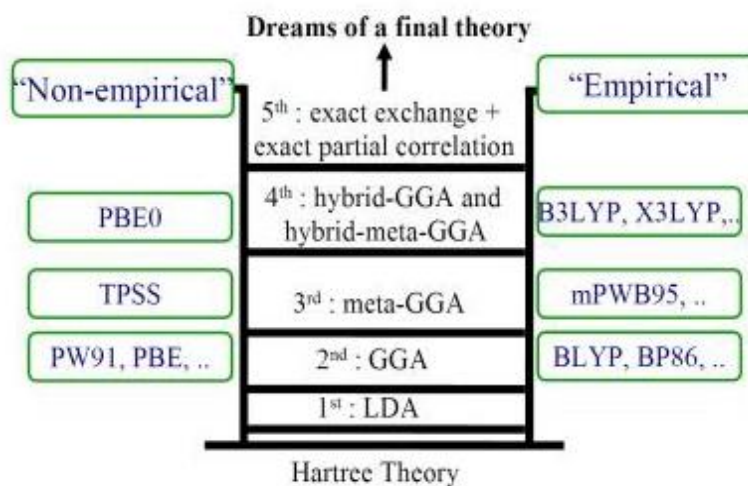 Dreams of a final theory
“Non-empirical”
“Empirical”
5th : exact exchange +
exact partial correlation
PBE0
4th : hybrid-GGA and
hybrid-meta-GGA
B3LYP, X3LYP,..
TPSS
3rd : meta-GGA
mPWB95, ..
PW91, PBE, ..
2nd : GGA
BLYP, BP86, ..
1st : LDA
Hartree Theory